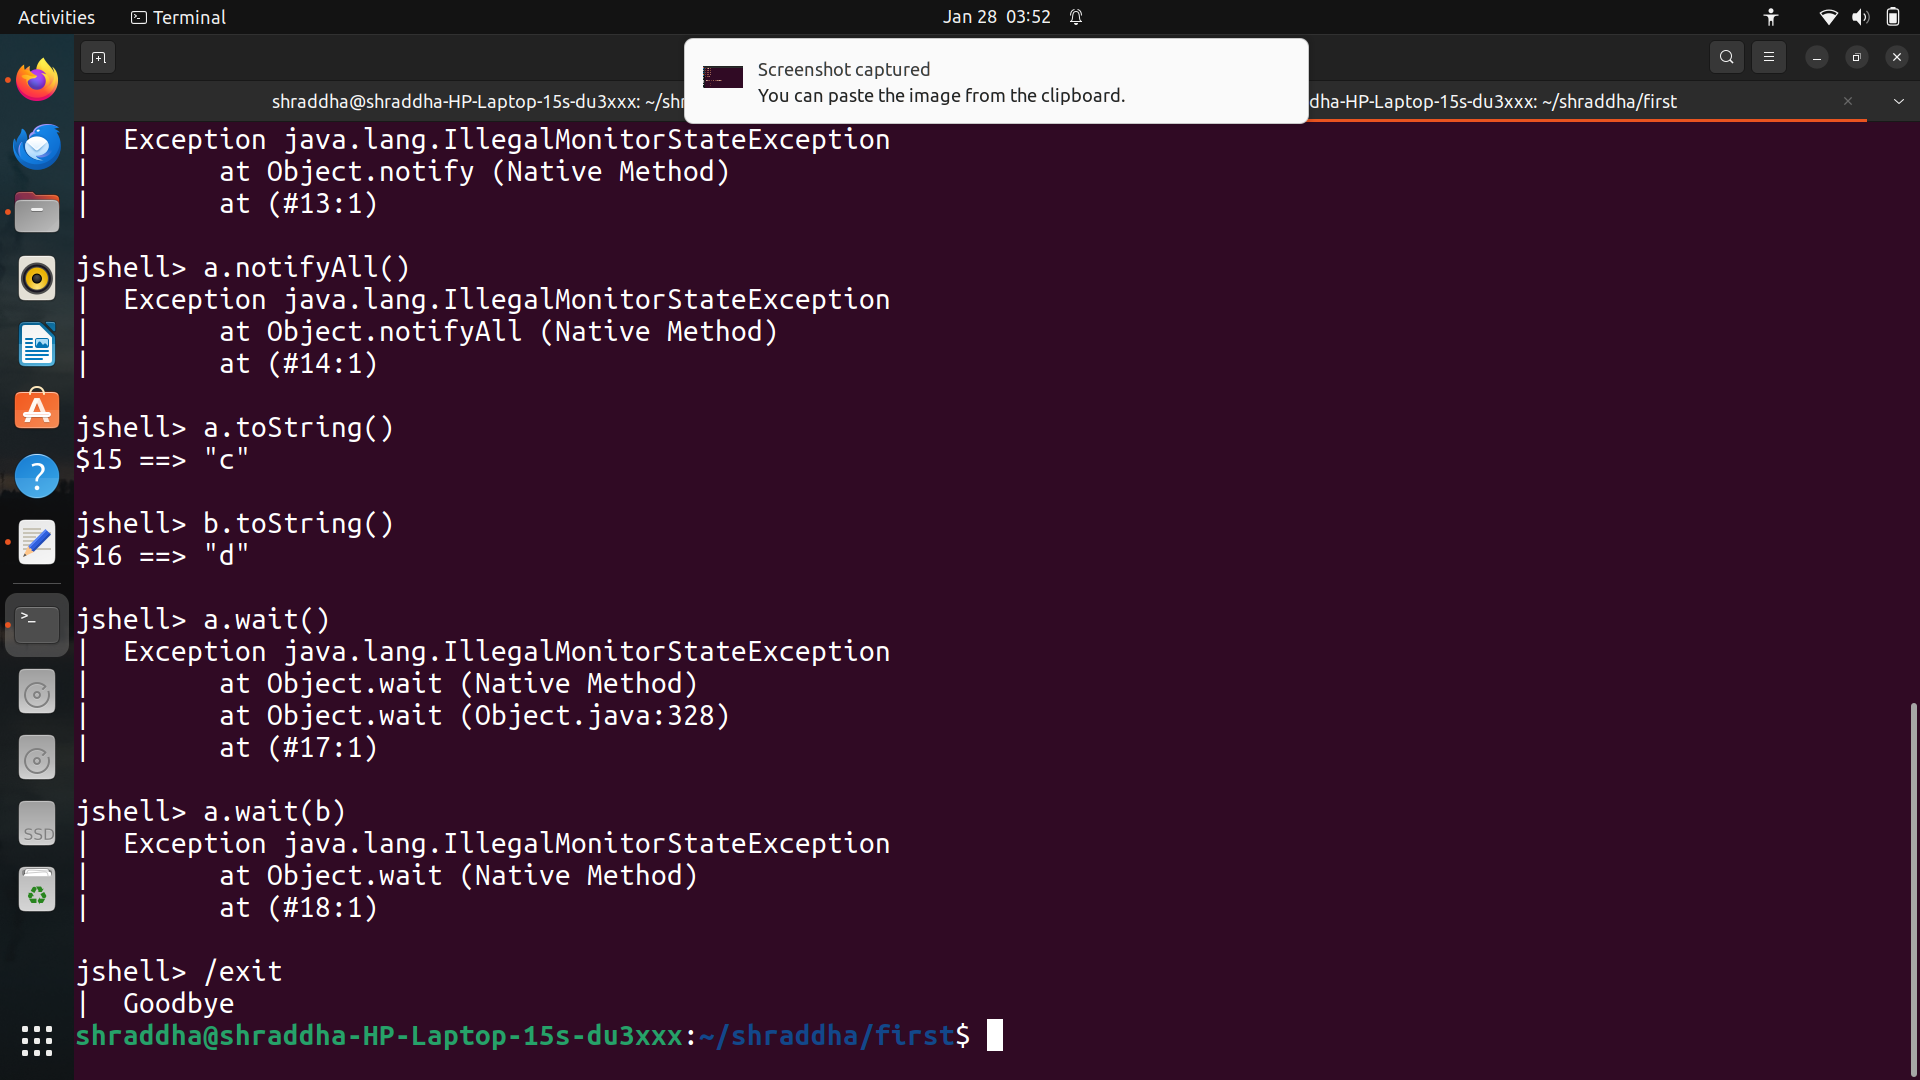 Activities
Terminal
Jan 28 03:52
Screenshot captured
You can paste the image from the clipboard.
shraddha@shraddha-HP-Laptop-15s-du3xxx: ~/shr
dha-HP-Laptop-15s-du3xxx: ~/shraddha/first
|  Exception java.lang.IllegalMonitorStateException
|        at Object.notify (Native Method)
|        at (#13:1)
jshell> a.notifyAll()
|  Exception java.lang.IllegalMonitorStateException
|        at Object.notifyAll (Native Method)
|        at (#14:1)
jshell> a.toString()
$15 ==> "c"
jshell> b.toString()
$16 ==> "d"
jshell> a.wait()
|  Exception java.lang.IllegalMonitorStateException
|        at Object.wait (Native Method)
|        at Object.wait (Object.java:328)
|        at (#17:1)
jshell> a.wait(b)
|  Exception java.lang.IllegalMonitorStateException
|        at Object.wait (Native Method)
|        at (#18:1)
jshell> /exit
|  Goodbye
shraddha@shraddha-HP-Laptop-15s-du3xxx:~/shraddha/first$
SSD